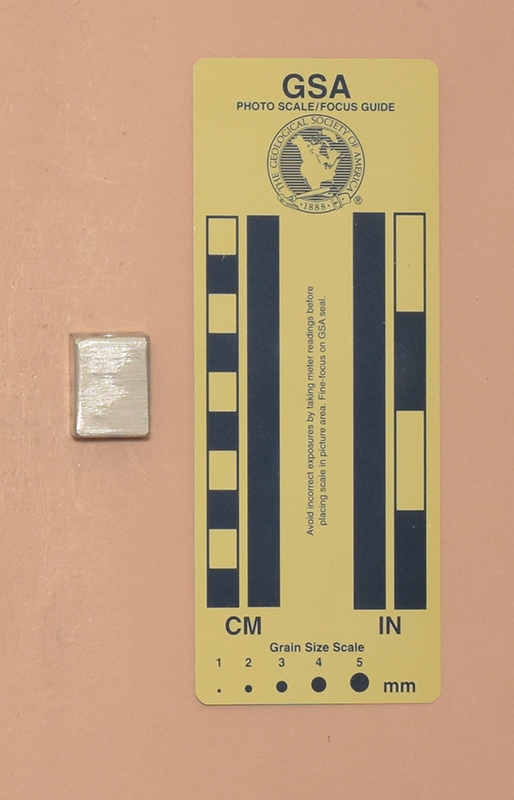 GSA
PHOTO SCALE/FOCUS GUIDE
THE GEOLOGICAL SOCIETY OF AMERICA
·1888·
®
Avoid incorrect exposures by taking meter readings before
placing scale in picture area. Fine-focus on GSA seal.
CM IN
Grain Size Scale
1 2 3 4 5
mm